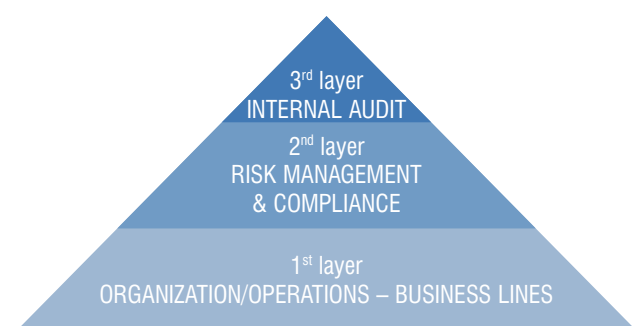 3rd layer
INTERNAL AUDIT
2nd layer
RISK MANAGEMENT
& COMPLIANCE
1st layer
ORGANIZATION/OPERATIONS – BUSINESS LINES